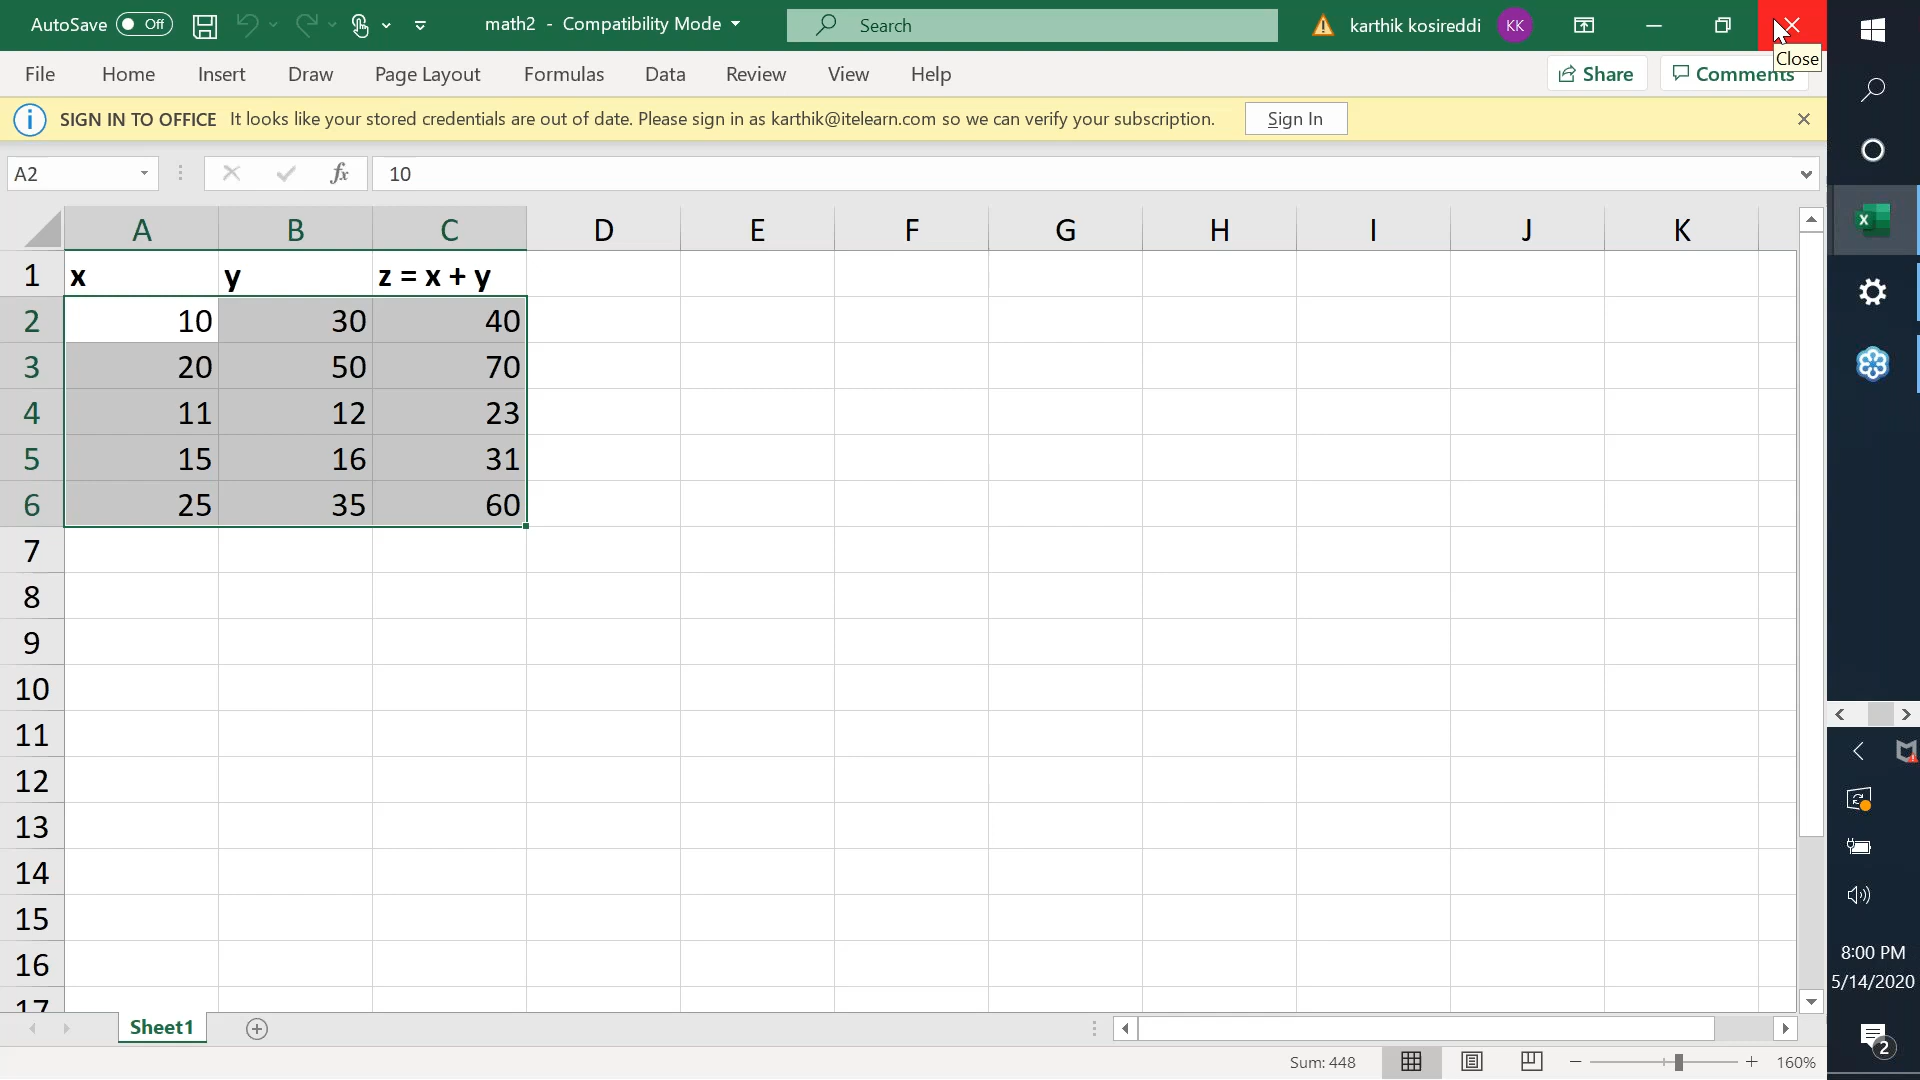 AutoSave Off math2 - Compatibility Mode Search karthik kosireddi KK
Close
File Home Insert Draw Page Layout Formulas Data Review View Help Share Comments
SIGN IN TO OFFICE It looks like your stored credentials are out of date. Please sign in as karthik@itelearn.com so we can verify your subscription. Sign In
A2 fx 10
A B C D E F G H I J K
1 x y z = x + y
2 10 30 40
3 20 50 70
4 11 12 23
5 15 16 31
6 25 35 60
7
8
9
10
11
12
13
14
15
16
17
8:00 PM
5/14/2020
2
Sheet1
Sum: 448 160%